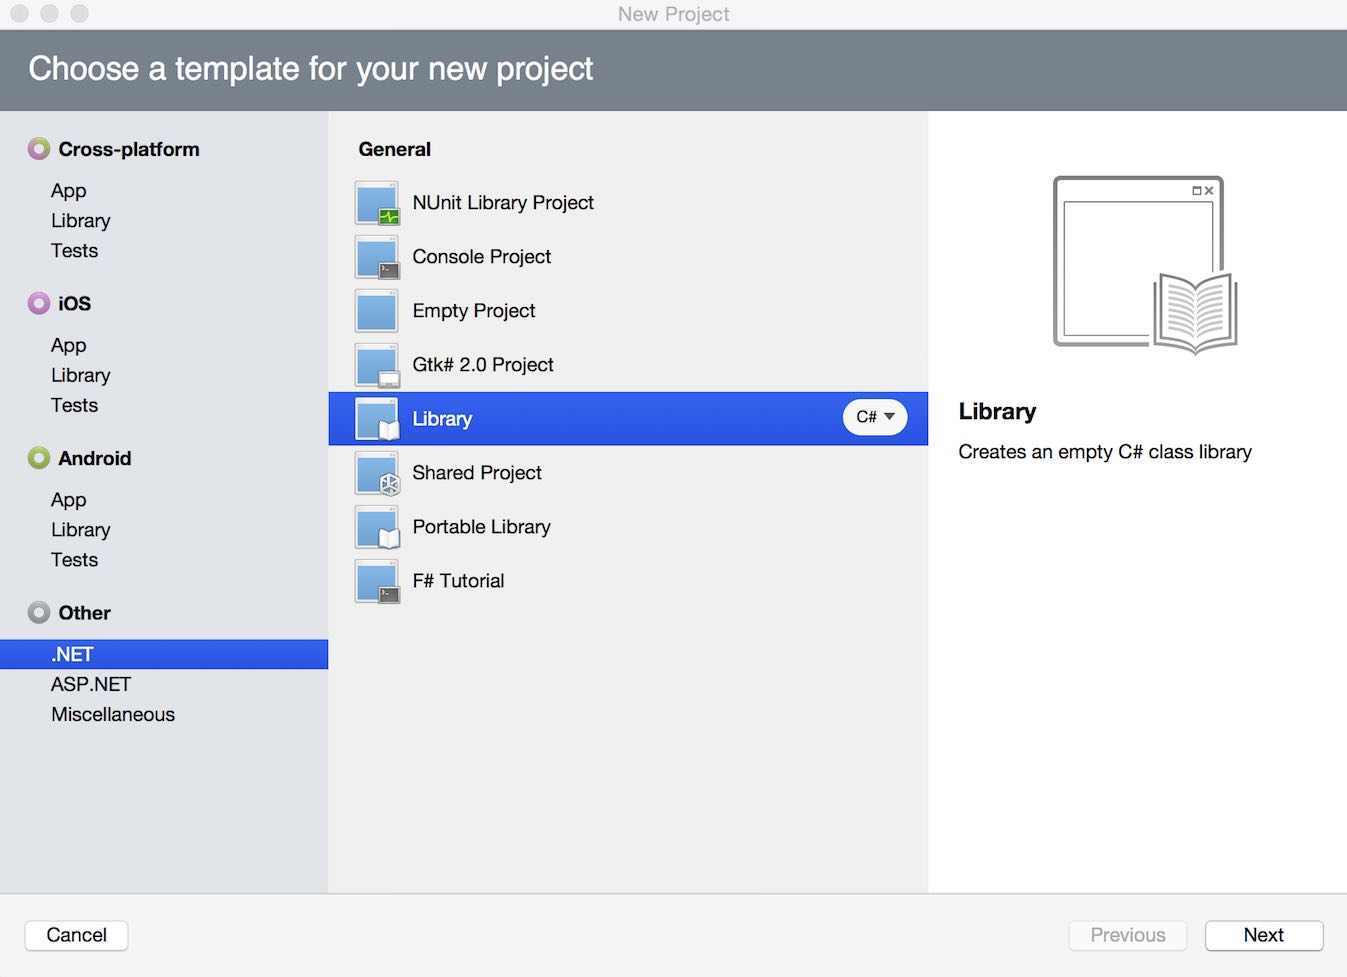 New Project
Choose a template for your new project
Cross-platform
App
Library
Tests
iOS
App
Library
Tests
Android
App
Library
Tests
Other
.NET
ASP.NET
Miscellaneous
General
NUnit Library Project
Console Project
Empty Project
Gtk# 2.0 Project
Library C#
Shared Project
Portable Library
F# Tutorial
Library
Creates an empty C# class library
Cancel
Previous
Next